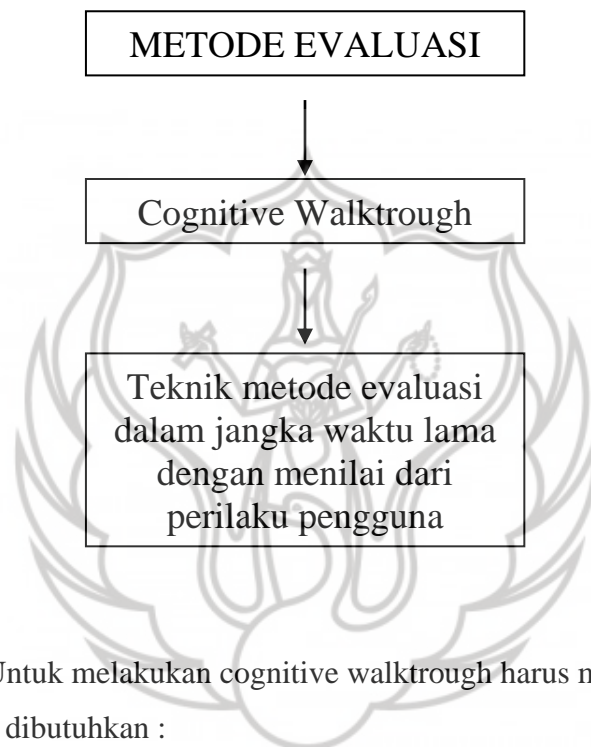 METODE EVALUASI
Cognitive Walktrough
Teknik metode evaluasi
dalam jangka waktu lama
dengan menilai dari
perilaku pengguna
Untuk melakukan cognitive walktrough harus
dibutuhkan :